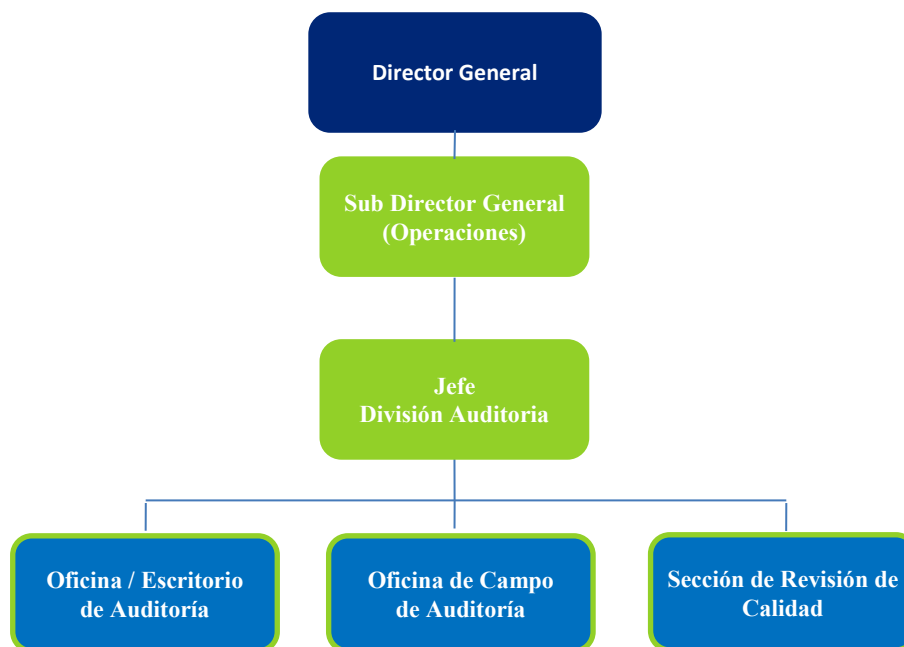 Director General
Sub Director General
(Operaciones)
Jefe
División Auditoria
Oficina / Escritorio
de Auditoría
Oficina de Campo
de Auditoría
Sección de Revisión de
Calidad